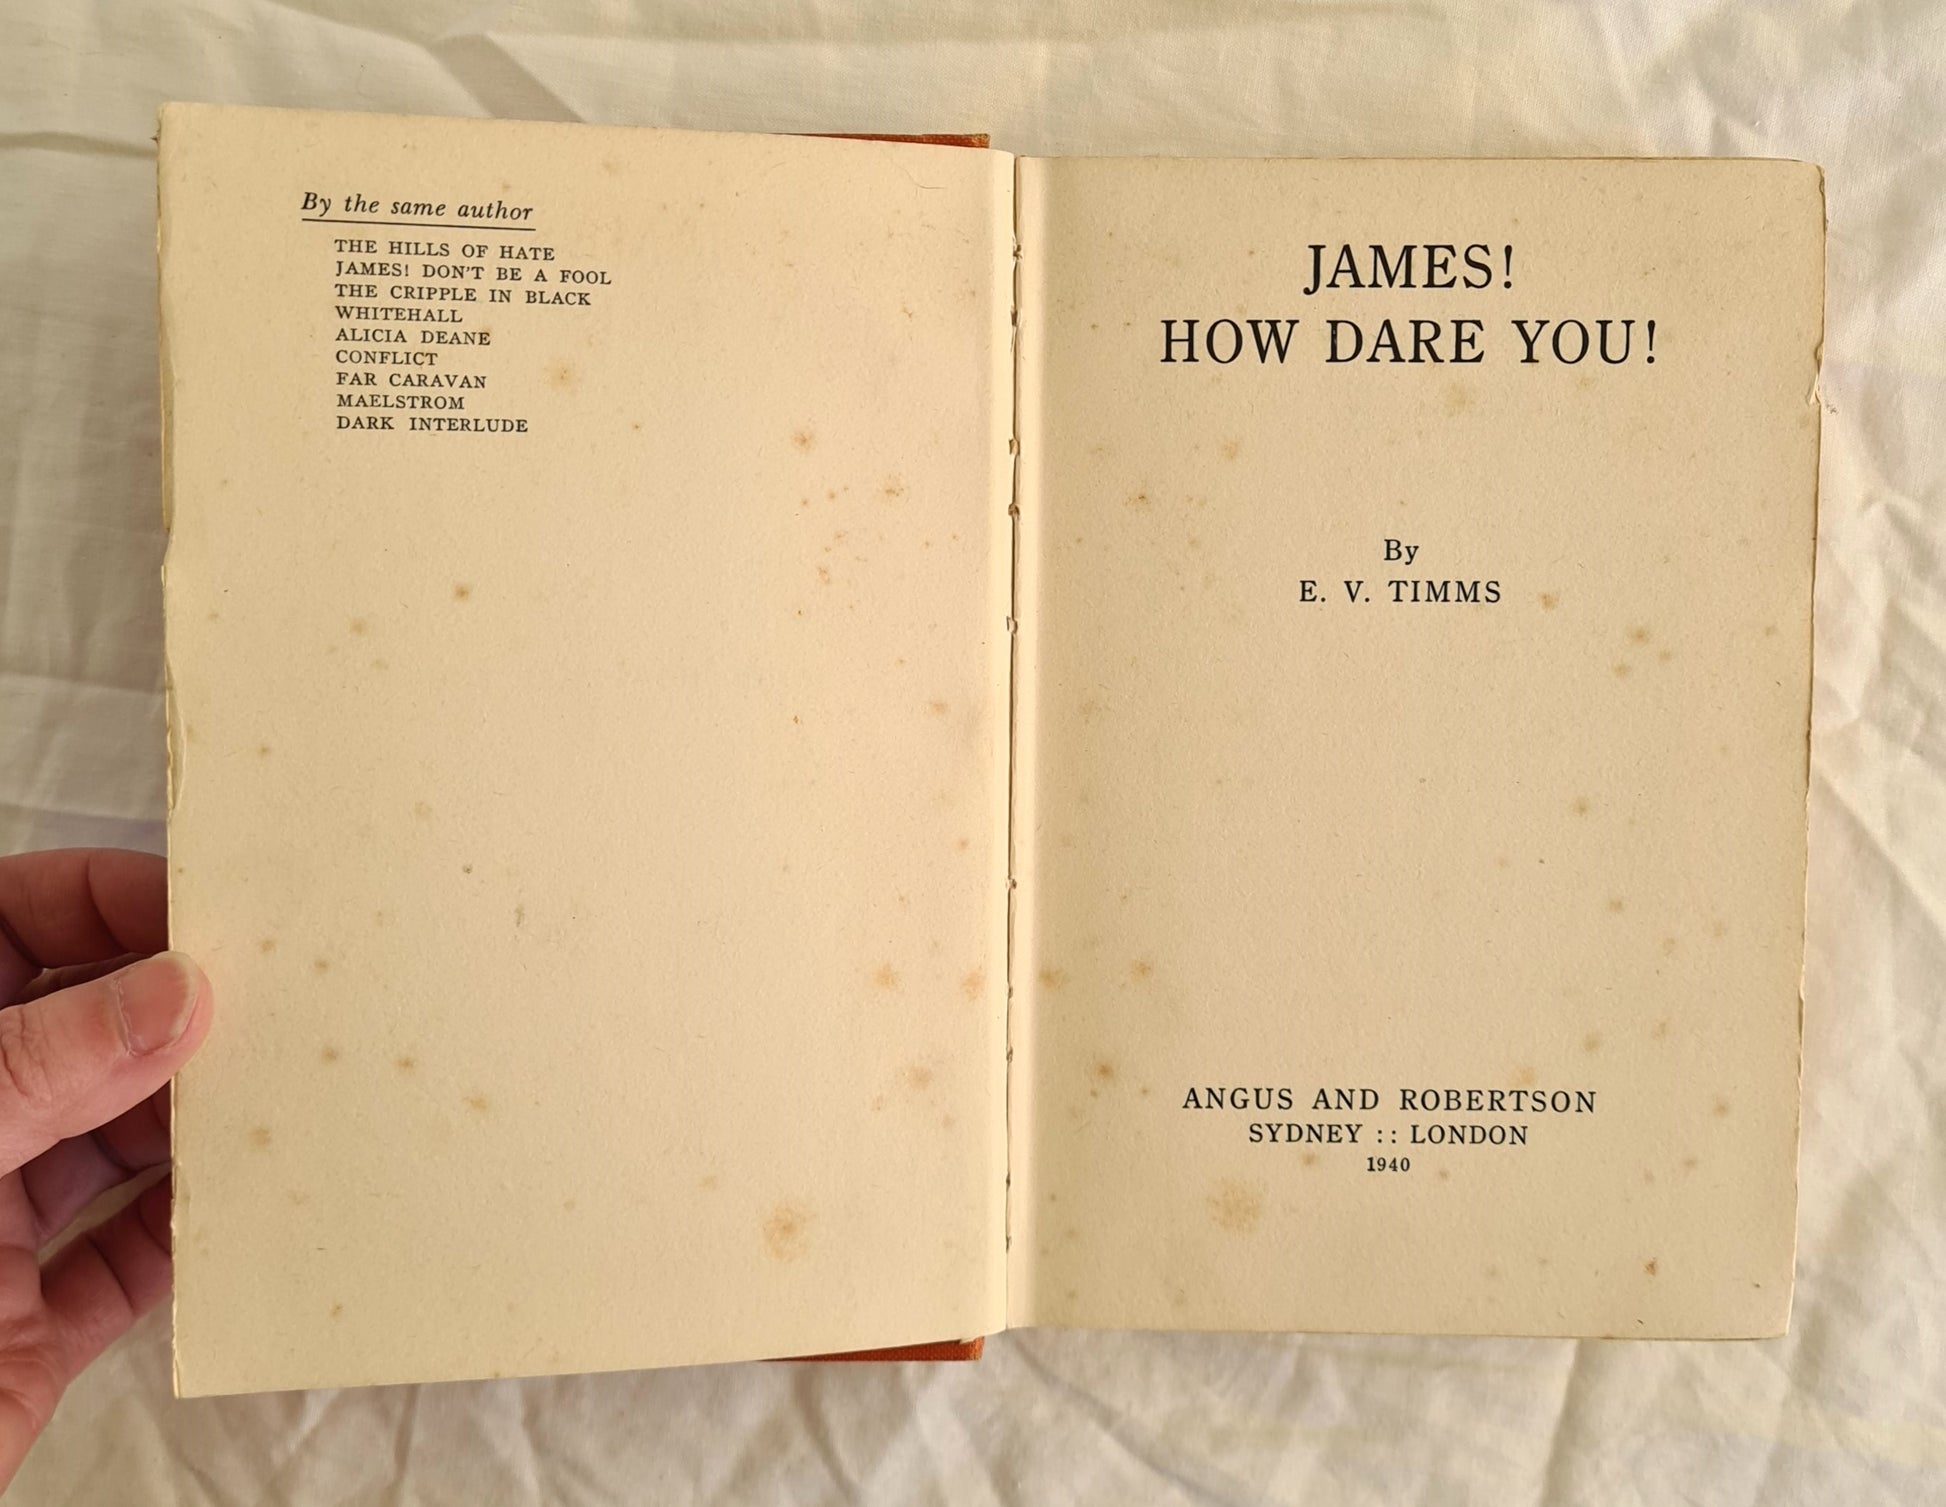 By the same author
THE HILLS OF HATE
JAMES! DON'T BE A FOOL
THE CRIPPLE IN BLACK
WHITEHALL
ALICIA DEANE
CONFLICT
FAR CARAVAN
MAELSTROM
DARK INTERLUDE
JAMES!
HOW DARE YOU!
By
E. V. TIMMS
ANGUS AND ROBERTSON
SYDNEY :: LONDON
1940